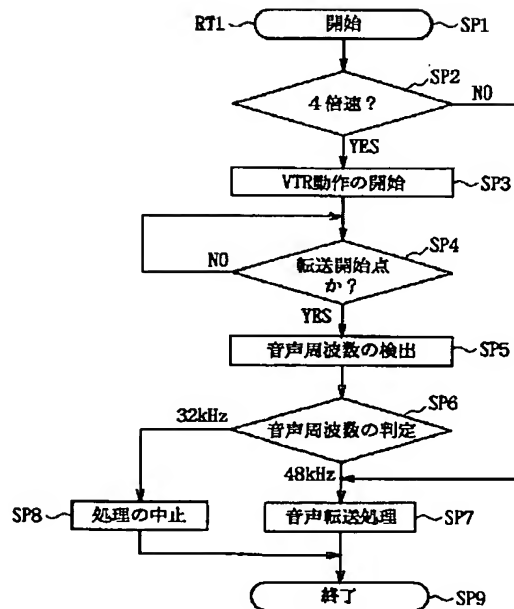 RT1
開始
SP1
SP2
4倍速?
NO
YES
VTR動作の開始
SP3
SP4
転送開始点
か?
NO
YES
音声周波数の検出
SP5
SP6
32kHz
音声周波数の判定
48kHz
SP8
処理の中止
音声転送処理
SP7
終了
SP9